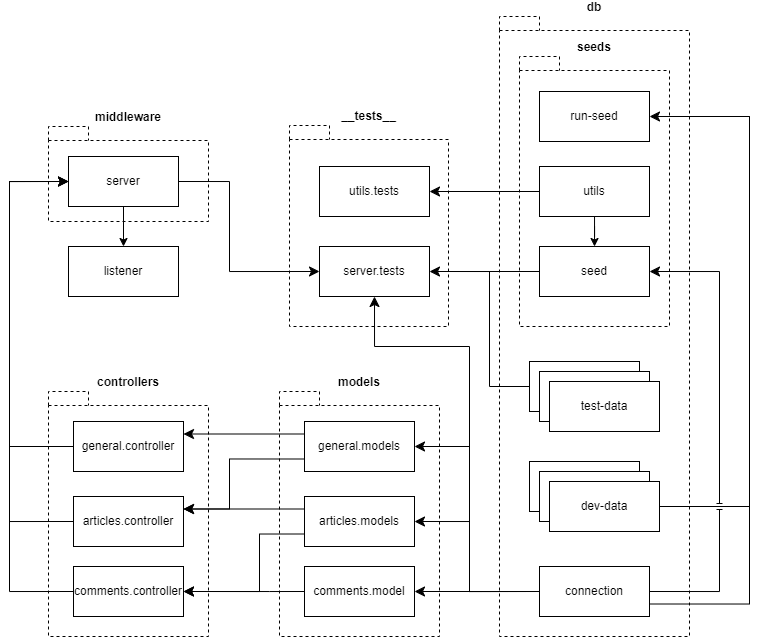 db
seeds
middleware
__tests__
run-seed
server
utils.tests
utils
listener
server.tests
seed
controllers
models
test-data
general.controller
general.models
articles.controller
articles.models
dev-data
comments.controller
comments.model
connection